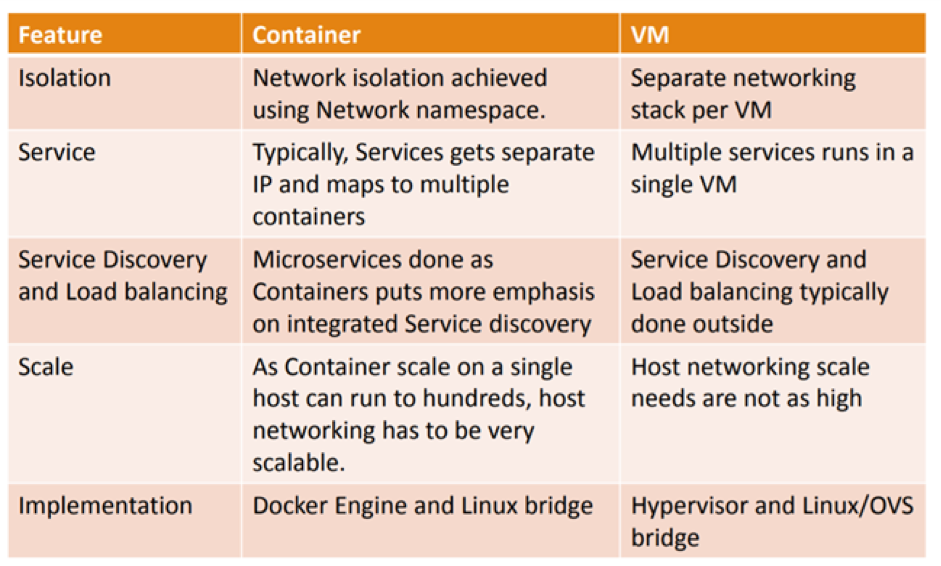 Feature Container VM
Isolation Network isolation achieved Separate networking
using Network namespace. stack per VM
Service Typically, Services gets separate Multiple services runs in a
IP and maps to multiple single VM
containers
Service Discovery Microservices done as Service Discovery and
and Load balancing Containers puts more emphasis Load balancing typically
on integrated Service discovery done outside
Scale As Container scale on a single Host networking scale
host can run to hundreds, host needs are not as high
networking has to be very
scalable.
Implementation Docker Engine and Linux bridge Hypervisor and Linux/OVS
bridge